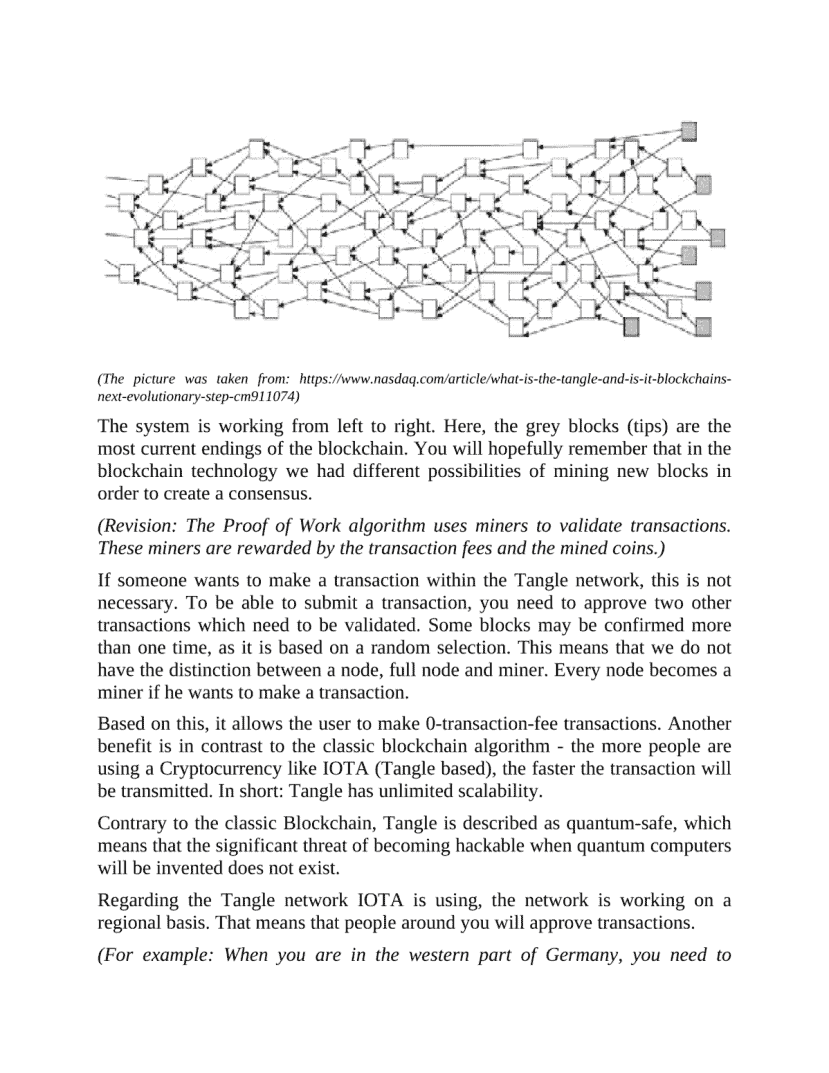 (The picture was taken from: https://www.nasdaq.com/article/what-is-the-tangle-and-is-it-blockchains-
next-evolutionary-step-cm911074)
The system is working from left to right. Here, the grey blocks (tips) are the
most current endings of the blockchain. You will hopefully remember that in the
blockchain technology we had different possibilities of mining new blocks in
order to create a consensus.
(Revision: The Proof of Work algorithm uses miners to validate transactions.
These miners are rewarded by the transaction fees and the mined coins.)
If someone wants to make a transaction within the Tangle network, this is not
necessary. To be able to submit a transaction, you need to approve two other
transactions which need to be validated. Some blocks may be confirmed more
than one time, as it is based on a random selection. This means that we do not
have the distinction between a node, full node and miner. Every node becomes a
miner if he wants to make a transaction.
Based on this, it allows the user to make 0-transaction-fee transactions. Another
benefit is in contrast to the classic blockchain algorithm - the more people are
using a Cryptocurrency like IOTA (Tangle based), the faster the transaction will
be transmitted. In short: Tangle has unlimited scalability.
Contrary to the classic Blockchain, Tangle is described as quantum-safe, which
means that the significant threat of becoming hackable when quantum computers
will be invented does not exist.
Regarding the Tangle network IOTA is using, the network is working on a
regional basis. That means that people around you will approve transactions.
(For example: When you are in the western part of Germany, you need to